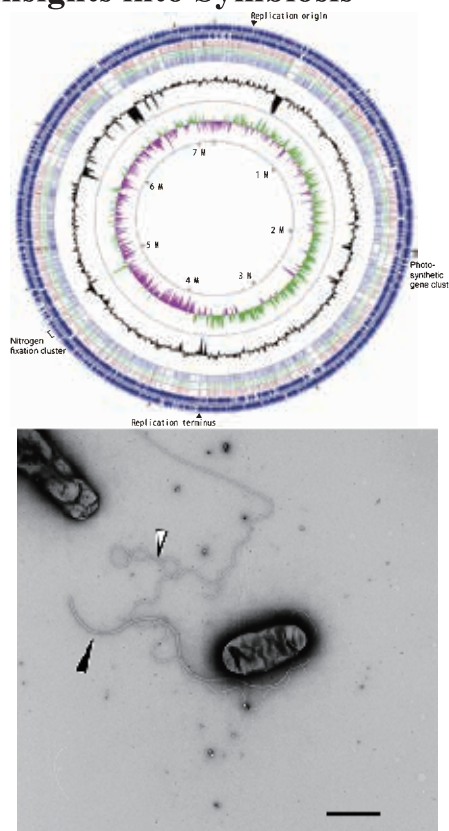 nsights into Symbiosis
Replication origin
7 M
1 M
6 M
2 M
5 M
3 M
4 M
Photo-
synthetic
gene clust
Nitrogen
fixation cluster
Replication terminus